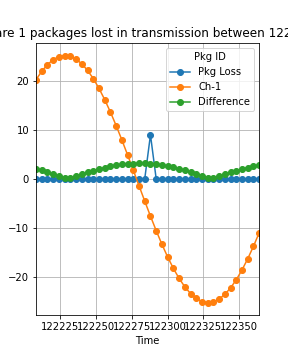 are 1 packages lost in transmission between 122
Pkg ID
Pkg Loss
Ch-1
Difference
20
10
0
−10
−20
122225 122250 122275 122300 122325 122350
Time